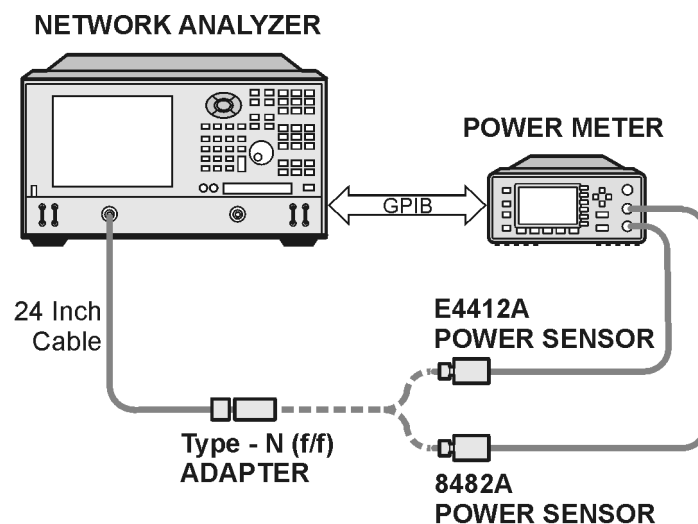 NETWORK ANALYZER
POWER METER
GPIB
24 Inch
Cable
E4412A
POWER SENSOR
Type - N (f/f)
ADAPTER
8482A
POWER SENSOR